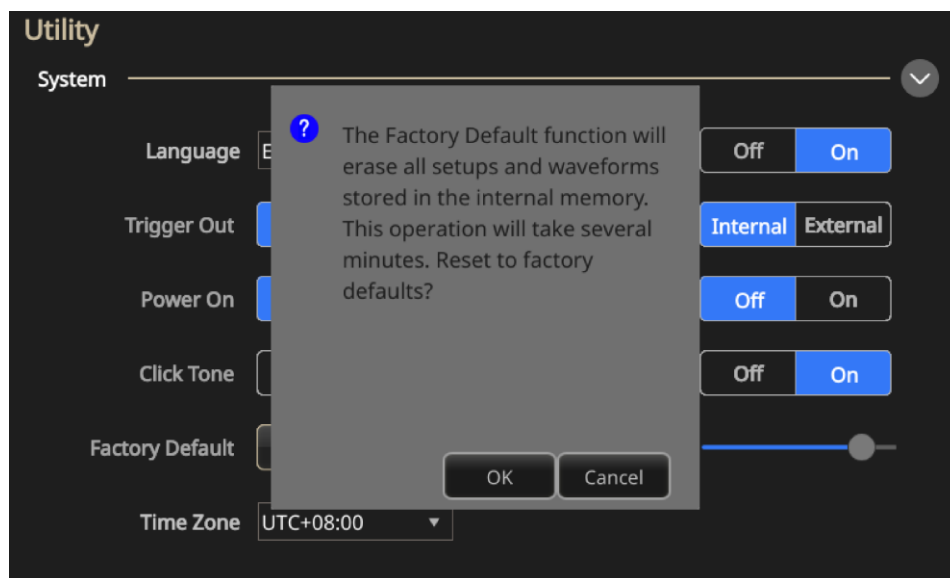 Utility
System
Language
Off On
Trigger Out
Internal External
Power On
Off On
Click Tone
Off On
Factory Default
Time Zone UTC+08:00
? The Factory Default function will
erase all setups and waveforms
stored in the internal memory.
This operation will take several
minutes. Reset to factory
defaults?
OK Cancel